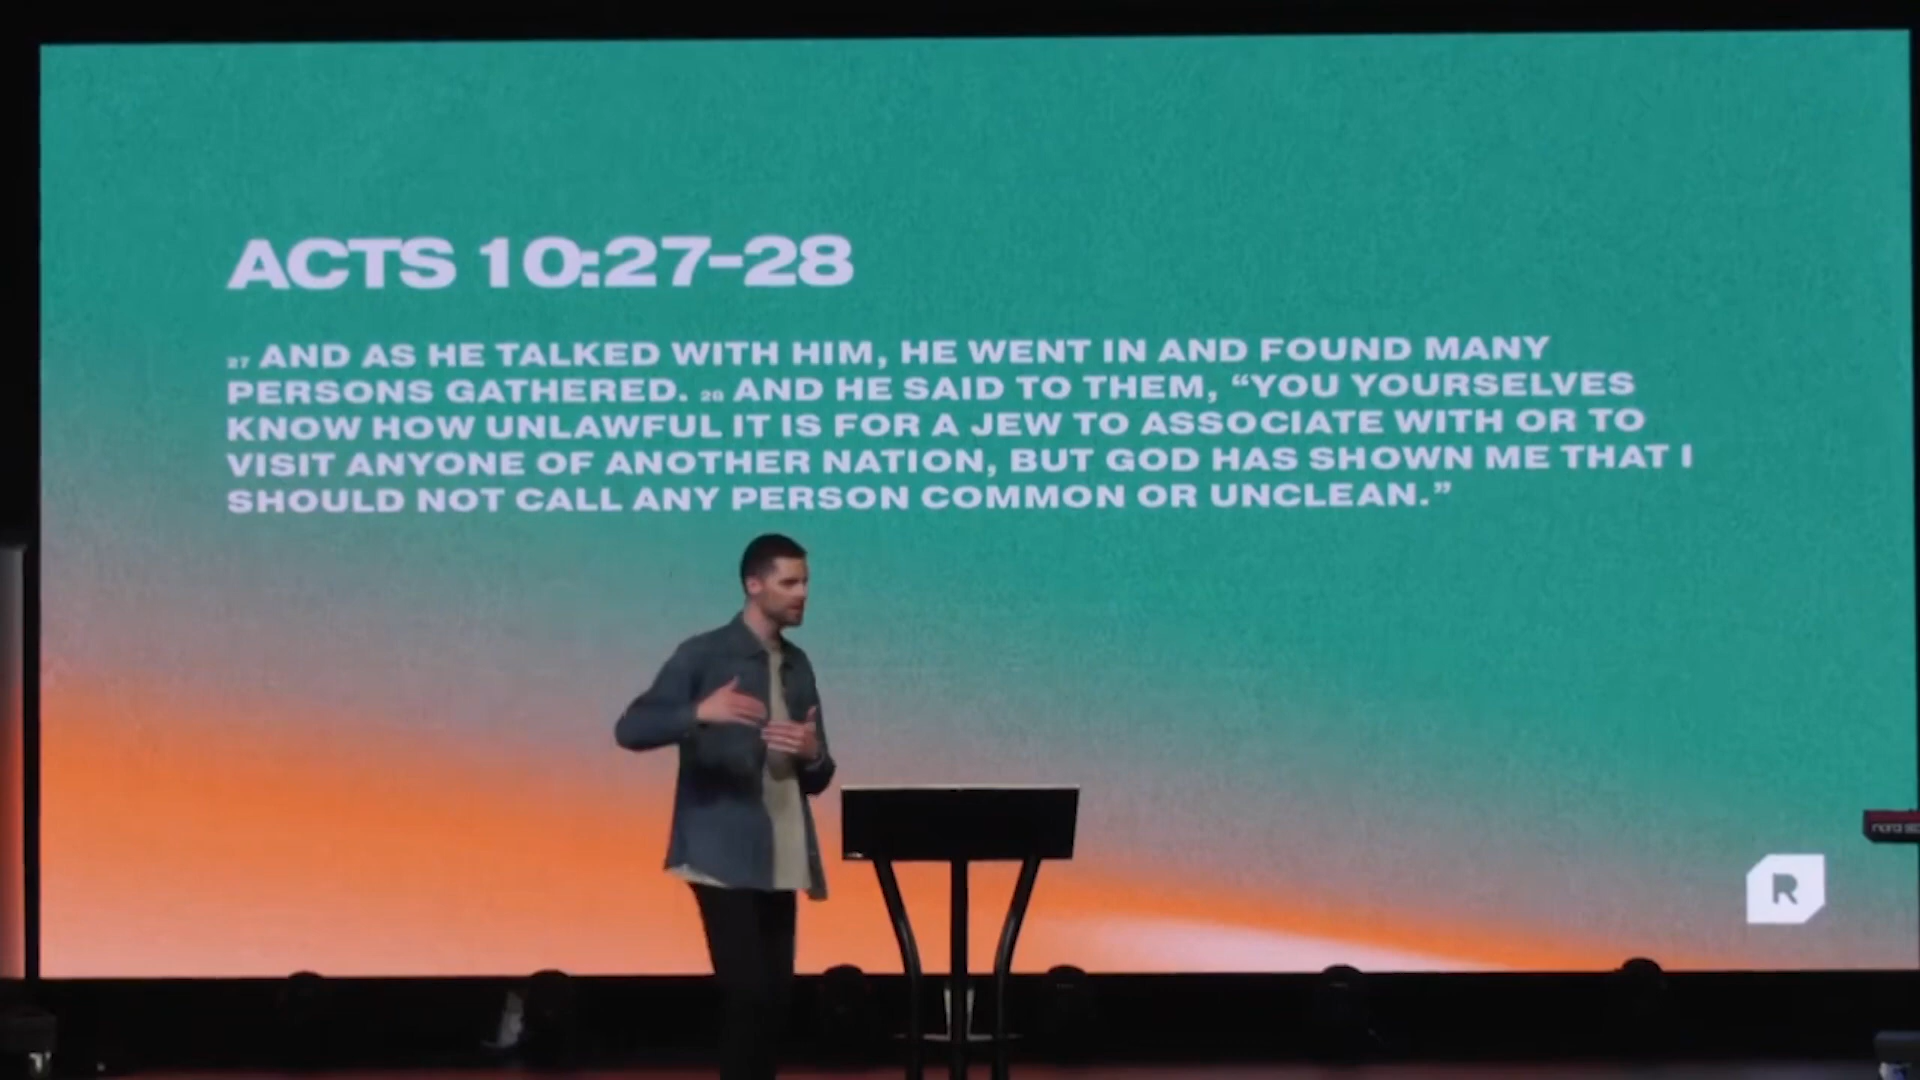 ACTS 10:27-28
27 AND AS HE TALKED WITH HIM, HE WENT IN AND FOUND MANY
PERSONS GATHERED. 28 AND HE SAID TO THEM, “YOU YOURSELVES
KNOW HOW UNLAWFUL IT IS FOR A JEW TO ASSOCIATE WITH OR TO
VISIT ANYONE OF ANOTHER NATION, BUT GOD HAS SHOWN ME THAT I
SHOULD NOT CALL ANY PERSON COMMON OR UNCLEAN.”
R
nord